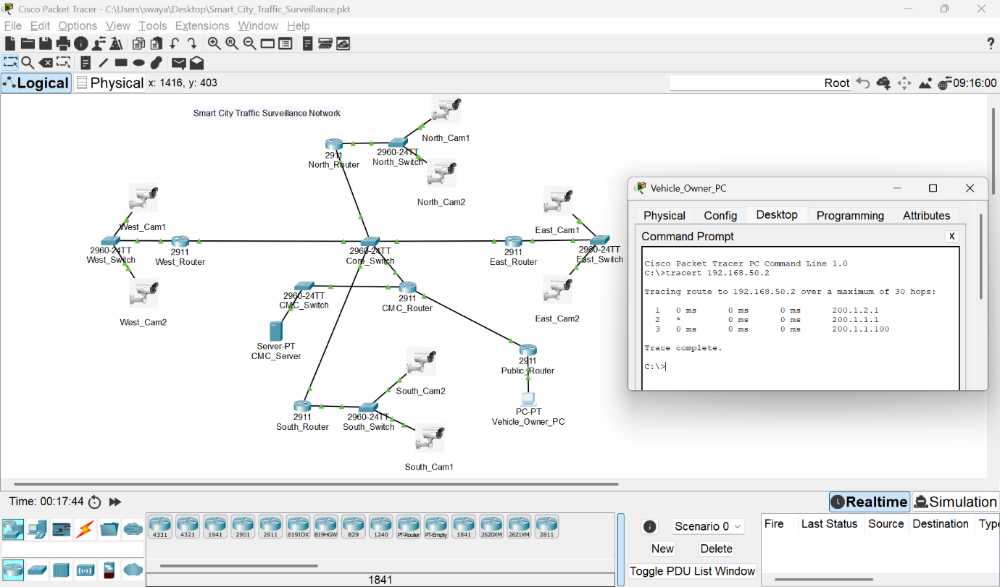 Cisco Packet Tracer - C:\Users\swaya\Desktop\Smart_City_Traffic_Surveillance.pkt
File Edit Options View Tools Extensions Window Help
?
Logical Physical x: 1416, y: 403 Root 09:16:00
Smart City Traffic Surveillance Network
North_Cam1
2911
North_Router
2960-24TT
North_Switch
North_Cam2
West_Cam1
2960-24TT
West_Switch
2911
West_Router
West_Cam2
2960-24TT
Core_Switch
East_Cam1
2911
East_Router
2960-24TT
East_Switch
East_Cam2
2960-24TT
CMC_Switch
2911
CMC_Router
Server-PT
CMC_Server
2911
Public_Router
PC-PT
Vehicle_Owner_PC
South_Cam2
2911
South_Router
2960-24TT
South_Switch
South_Cam1
Vehicle_Owner_PC
Physical Config Desktop Programming Attributes
Command Prompt X
Cisco Packet Tracer PC Command Line 1.0
C:\>tracert 192.168.50.2
Tracing route to 192.168.50.2 over a maximum of 30 hops:
1 0 ms 0 ms 0 ms 200.1.2.1
2 * 0 ms 0 ms 200.1.1.1
3 0 ms 0 ms 0 ms 200.1.1.100
Trace complete.
C:\>
Time: 00:17:44
Realtime Simulation
4331 4321 1941 2901 2911 819IOX 819HGW 829 1240 PT-Router PT-Empty 1841 2620XM 2621XM 2811
1841
Scenario 0
New Delete
Toggle PDU List Window
Fire Last Status Source Destination Type